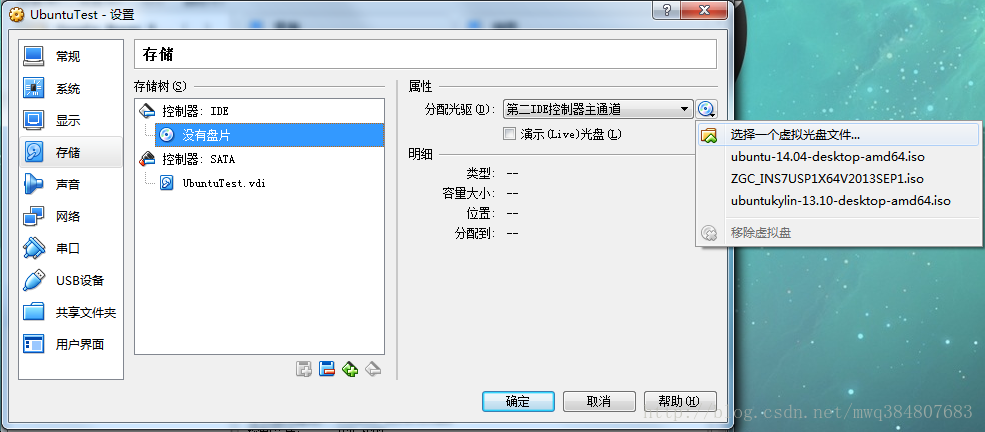 UbuntuTest - 设置
常规
系统
显示
存储
声音
网络
串口
USB设备
共享文件夹
用户界面
存储
存储树(S)
控制器: IDE
没有盘片
控制器: SATA
UbuntuTest.vdi
属性
分配光驱(D): 第二IDE控制器主通道
演示(Live)光盘(L)
明细
类型: --
容量大小: --
位置: --
分配到: --
选择一个虚拟光盘文件...
ubuntu-14.04-desktop-amd64.iso
ZGC_INS7USP1X64V2013SEP1.iso
ubuntukylin-13.10-desktop-amd64.iso
移除虚拟盘
确定
取消
帮助(H)
http://blog.csdn.net/mwq384807683